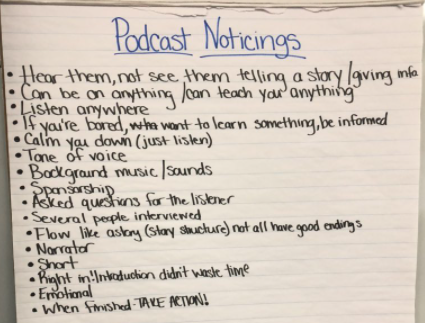 Podcast Noticings
• Hear them, not see them telling a story/giving info
• Can be on anything/can teach you anything
• Listen anywhere
• If you're bored, want to learn something, be informed
• Calm you down (just listen)
• Tone of voice
• Background music/sounds
• Sponsorship
• Asked questions for the listener
• Several people interviewed
• Flow like a story (story structure) not all have good endings
• Narrator
• Short
• Right in! Introduction didn't waste time
• Emotional
• When finished-TAKE ACTION!